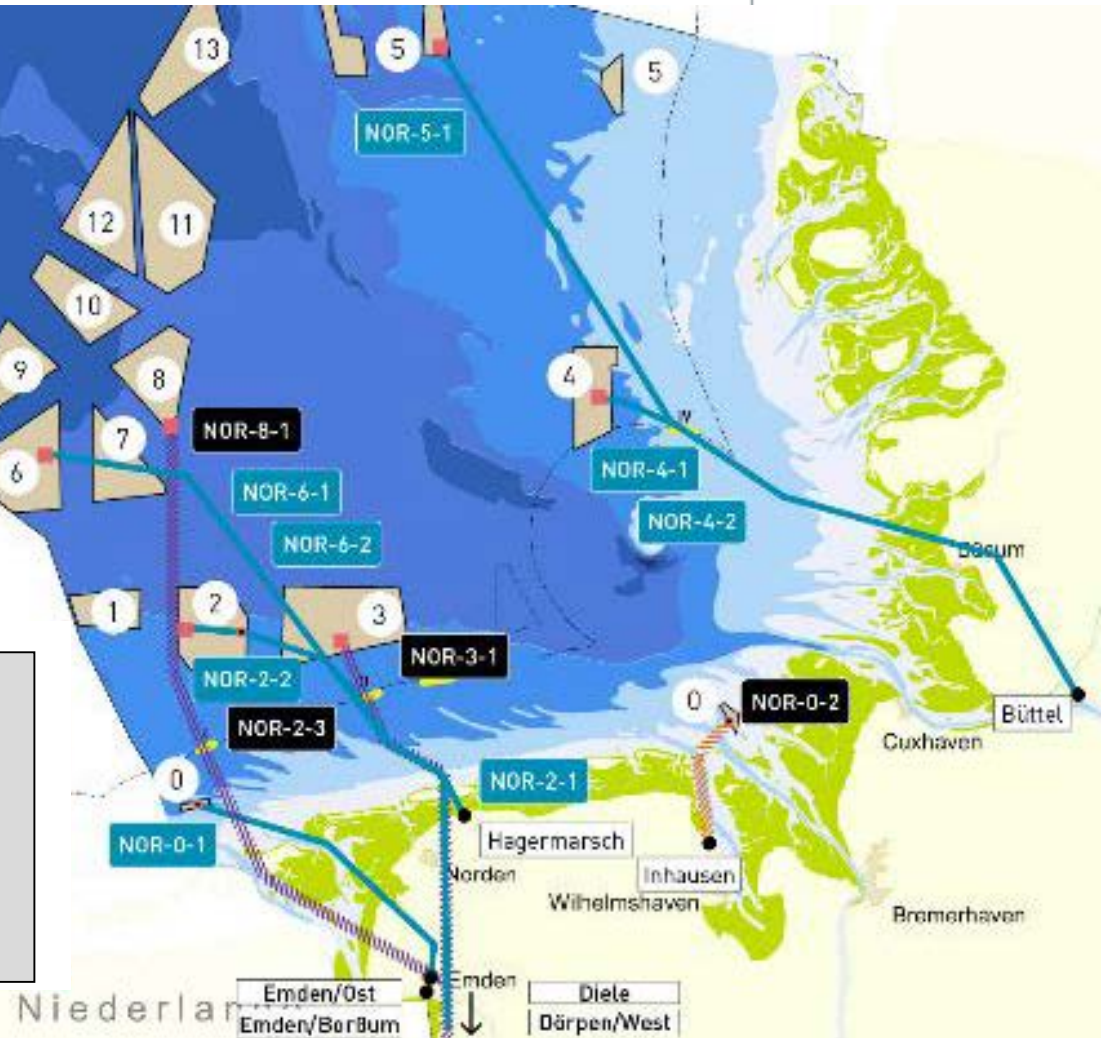 13
5
5
NOR-5-1
12
11
10
9
8
4
7
NOR-8-1
6
NOR-4-1
NOR-6-1
NOR-4-2
NOR-6-2
Büsum
1
2
3
NOR-3-1
NOR-2-2
0
NOR-0-2
Büttel
NOR-2-3
Cuxhaven
0
NOR-2-1
NOR-0-1
Hagermarsch
Norden
Inhausen
Wilhelmshaven
Bremerhaven
Emden
Emden/Ost
Diele
Niederlan
Emden/Borßum
Dörpen/West